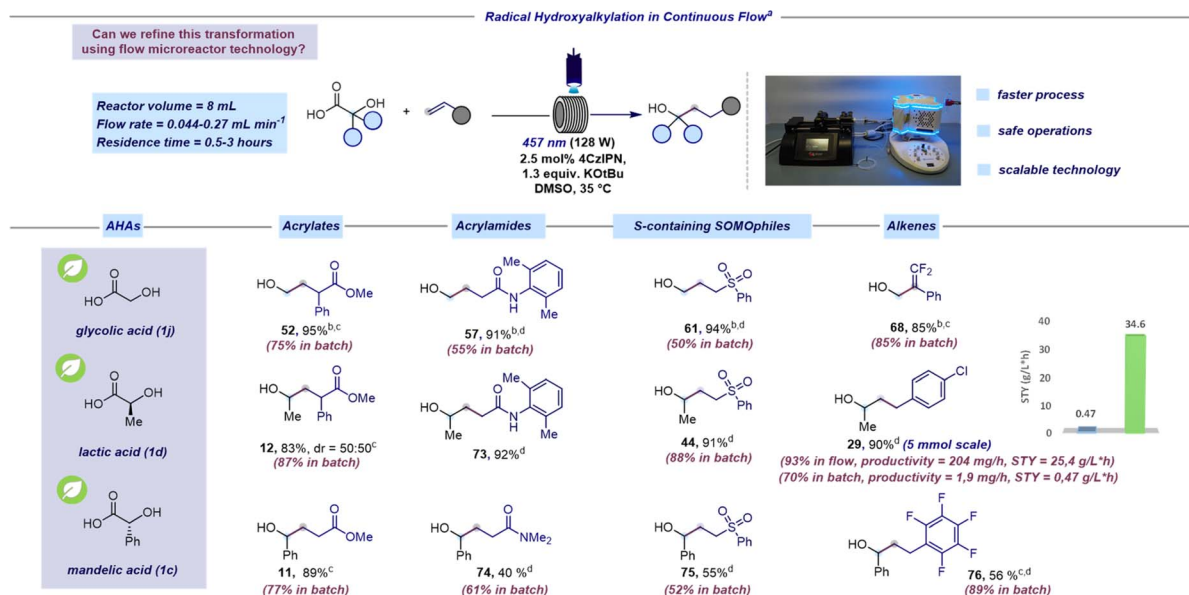 Radical Hydroxyalkylation in Continuous Flowᵃ
Can we refine this transformation
using flow microreactor technology?
Reactor volume = 8 mL
Flow rate = 0.044-0.27 mL min⁻¹
Residence time = 0.5-3 hours
O
HO
OH
+
457 nm (128 W)
2.5 mol% 4CzIPN,
1.3 equiv. KOtBu
DMSO, 35 °C
HO
faster process
safe operations
scalable technology
AHAs
Acrylates
Acrylamides
S-containing SOMOphiles
Alkenes
O
HO
OH
glycolic acid (1j)
HO
O
OMe
Ph
52, 95%ᵇ,ᶜ
(75% in batch)
HO
O
N
H
Me
Me
57, 91%ᵇ,ᵈ
(55% in batch)
HO
O
O
S
Ph
61, 94%ᵇ,ᵈ
(50% in batch)
HO
CF₂
Ph
68, 85%ᵇ,ᶜ
(85% in batch)
STY (g/L*h)
40
30
20
10
0
0.47
34.6
O
HO
OH
Me
lactic acid (1d)
HO
Me
O
OMe
Ph
12, 83%, dr = 50:50ᶜ
(87% in batch)
HO
Me
O
N
H
Me
Me
73, 92%ᵈ
HO
Me
O
O
S
Ph
44, 91%ᵈ
(88% in batch)
HO
Me
Cl
29, 90%ᵈ (5 mmol scale)
(93% in flow, productivity = 204 mg/h, STY = 25,4 g/L*h)
(70% in batch, productivity = 1,9 mg/h, STY = 0,47 g/L*h)
O
HO
OH
Ph
mandelic acid (1c)
HO
Ph
O
OMe
11, 89%ᶜ
(77% in batch)
HO
Ph
O
NMe₂
74, 40 %ᵈ
(61% in batch)
HO
Ph
O
O
S
Ph
75, 55%ᵈ
(52% in batch)
HO
Ph
F
F
F
F
F
76, 56 %ᶜ,ᵈ
(89% in batch)